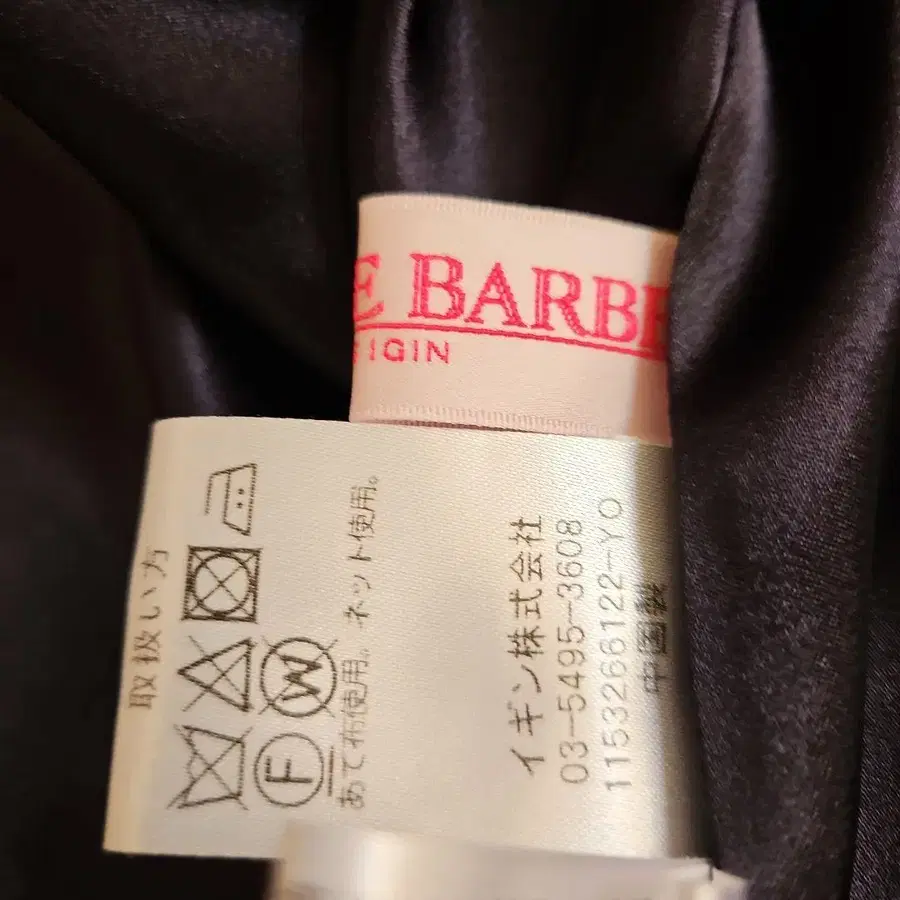 E BARBE
IGIN
取扱い方
F
W
あて布使用。ネット使用。
イギン株式会社
03-5495-3608
1153266122-YO
中国製